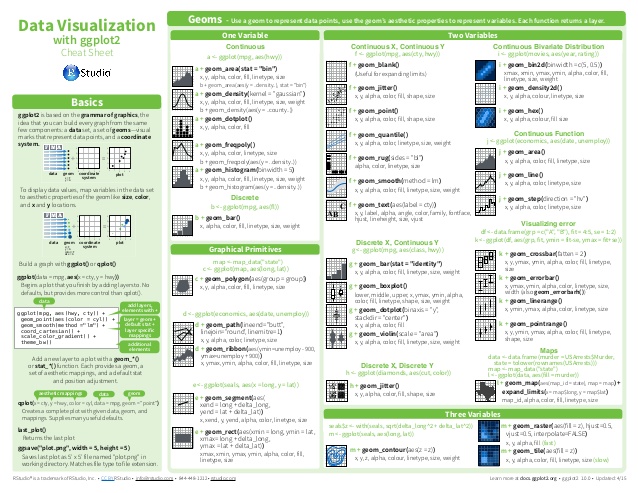 Data Visualization
with ggplot2
Cheat Sheet
R Studio
Basics
ggplot2 is based on the grammar of graphics, the
idea that you can build every graph from the same
few components: a data set, a set of geoms—visual
marks that represent data points, and a coordinate
system.
data geom coordinate system plot
To display data values, map variables in the data set
to aesthetic properties of the geom like size, color,
and x and y locations.
data geom coordinate system plot
Build a graph with ggplot() or qplot()
ggplot(data = mpg, aes(x = cty, y = hwy))
Begins a plot that you finish by adding layers to. No
defaults, but provides more control than qplot().
data
ggplot(mpg, aes(hwy, cty)) +
geom_point(aes(color = cyl)) +
geom_smooth(method ="lm") +
coord_cartesian() +
scale_color_gradient() +
theme_bw()
add layers, elements with +
layer = geom + default stat + layer specific mappings
additional elements
Add a new layer to a plot with a geom_*()
or stat_*() function. Each provides a geom, a
set of aesthetic mappings, and a default stat
and position adjustment.
aesthetic mappings data geom
qplot(x = cty, y = hwy, color = cyl, data = mpg, geom = "point")
Create a complete plot with given data, geom, and
mappings. Supplies many useful defaults.
last_plot()
Returns the last plot
ggsave("plot.png", width = 5, height = 5)
Saves last plot as 5' x 5' file named "plot.png" in
working directory. Matches file type to file extension.
Geoms - Use a geom to represent data points, use the geom's aesthetic properties to represent variables. Each function returns a layer.
One Variable
Continuous
a <- ggplot(mpg, aes(hwy))
a + geom_area(stat = "bin")
x, y, alpha, color, fill, linetype, size
b + geom_area(aes(y = ..density..), stat = "bin")
a + geom_density(kernel = "gaussian")
x, y, alpha, color, fill, linetype, size, weight
b + geom_density(aes(y = ..county..))
a + geom_dotplot()
x, y, alpha, color, fill
a + geom_freqpoly()
x, y, alpha, color, linetype, size
b + geom_freqpoly(aes(y = ..density..))
a + geom_histogram(binwidth = 5)
x, y, alpha, color, fill, linetype, size, weight
b + geom_histogram(aes(y = ..density..))
Discrete
b <- ggplot(mpg, aes(fl))
b + geom_bar()
x, alpha, color, fill, linetype, size, weight
Graphical Primitives
map <- map_data("state")
c <- ggplot(map, aes(long, lat))
c + geom_polygon(aes(group = group))
x, y, alpha, color, fill, linetype, size
d <- ggplot(economics, aes(date, unemploy))
d + geom_path(lineend="butt",
linejoin="round", linemitre=1)
x, y, alpha, color, linetype, size
d + geom_ribbon(aes(ymin=unemploy - 900,
ymax=unemploy + 900))
x, ymax, ymin, alpha, color, fill, linetype, size
e <- ggplot(seals, aes(x = long, y = lat))
e + geom_segment(aes(
xend = long + delta_long,
yend = lat + delta_lat))
x, xend, y, yend, alpha, color, linetype, size
e + geom_rect(aes(xmin = long, ymin = lat,
xmax= long + delta_long,
ymax = lat + delta_lat))
xmax, xmin, ymax, ymin, alpha, color, fill,
linetype, size
Two Variables
Continuous X, Continuous Y
f <- ggplot(mpg, aes(cty, hwy))
f + geom_blank()
(Useful for expanding limits)
f + geom_jitter()
x, y, alpha, color, fill, shape, size
f + geom_point()
x, y, alpha, color, fill, shape, size
f + geom_quantile()
x, y, alpha, color, linetype, size, weight
f + geom_rug(sides = "bl")
alpha, color, linetype, size
f + geom_smooth(method = lm)
x, y, alpha, color, fill, linetype, size, weight
f + geom_text(aes(label = cty))
x, y, label, alpha, angle, color, family, fontface,
hjust, lineheight, size, vjust
Discrete X, Continuous Y
g <- ggplot(mpg, aes(class, hwy))
g + geom_bar(stat = "identity")
x, y, alpha, color, fill, linetype, size, weight
g + geom_boxplot()
lower, middle, upper, x, ymax, ymin, alpha,
color, fill, linetype, shape, size, weight
g + geom_dotplot(binaxis = "y",
stackdir = "center")
x, y, alpha, color, fill
g + geom_violin(scale = "area")
x, y, alpha, color, fill, linetype, size, weight
Discrete X, Discrete Y
h <- ggplot(diamonds, aes(cut, color))
h + geom_jitter()
x, y, alpha, color, fill, shape, size
Continuous Bivariate Distribution
i <- ggplot(movies, aes(year, rating))
i + geom_bin2d(binwidth = c(5, 0.5))
xmax, xmin, ymax, ymin, alpha, color, fill,
linetype, size, weight
i + geom_density2d()
x, y, alpha, colour, linetype, size
i + geom_hex()
x, y, alpha, colour, fill size
Continuous Function
j <- ggplot(economics, aes(date, unemploy))
j + geom_area()
x, y, alpha, color, fill, linetype, size
j + geom_line()
x, y, alpha, color, linetype, size
j + geom_step(direction = "hv")
x, y, alpha, color, linetype, size
Visualizing error
df <- data.frame(grp = c("A", "B"), fit = 4:5, se = 1:2)
k <- ggplot(df, aes(grp, fit, ymin = fit-se, ymax = fit+se))
k + geom_crossbar(fatten = 2)
x, y, ymax, ymin, alpha, color, fill, linetype,
size
k + geom_errorbar()
x, ymax, ymin, alpha, color, linetype, size,
width (also geom_errorbarh())
k + geom_linerange()
x, ymin, ymax, alpha, color, linetype, size
k + geom_pointrange()
x, y, ymin, ymax, alpha, color, fill, linetype,
shape, size
Maps
data <- data.frame(murder = USArrests$Murder,
state = tolower(rownames(USArrests)))
map <- map_data("state")
l <- ggplot(data, aes(fill = murder))
l + geom_map(aes(map_id = state), map = map) +
expand_limits(x = map$long, y = map$lat)
map_id, alpha, color, fill, linetype, size
Three Variables
seals$z <- with(seals, sqrt(delta_long^2 + delta_lat^2))
m <- ggplot(seals, aes(long, lat))
m + geom_contour(aes(z = z))
x, y, z, alpha, colour, linetype, size, weight
m + geom_raster(aes(fill = z), hjust=0.5,
vjust=0.5, interpolate=FALSE)
x, y, alpha, fill
m + geom_tile(aes(fill = z))
x, y, alpha, color, fill, linetype, size
RStudio® is a trademark of RStudio, Inc. • CC BY RStudio • info@rstudio.com • 844-448-1212 • rstudio.com
Learn more at docs.ggplot2.org • ggplot2 1.0.0 • Updated: 4/15